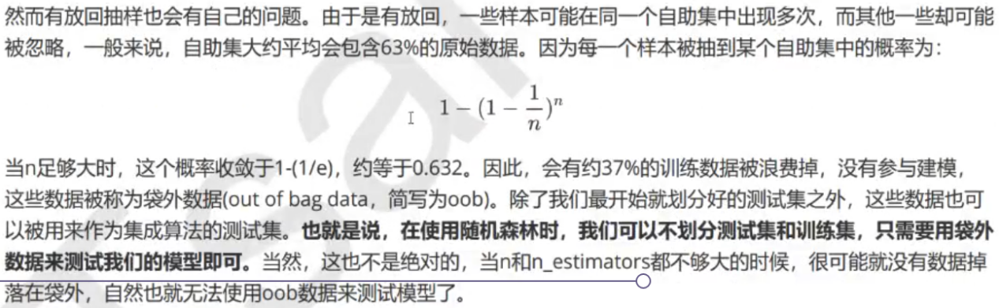 然而有放回抽样也会有自己的问题。由于是有放回，一些样本可能在同一个自助集中出现多次，而其他一些却可能
被忽略，一般来说，自助集大约平均会包含63%的原始数据。因为每一个样本被抽到某个自助集中的概率为：
1 − (1 − 1/n)^n
当n足够大时，这个概率收敛于1-(1/e)，约等于0.632。因此，会有约37%的训练数据被浪费掉，没有参与建模，
这些数据被称为袋外数据(out of bag data，简写为oob)。除了我们最开始就划分好的测试集之外，这些数据也可
以被用来作为集成算法的测试集。也就是说，在使用随机森林时，我们可以不划分测试集和训练集，只需要用袋外
数据来测试我们的模型即可。当然，这也不是绝对的，当n和n_estimators都不够大的时候，很可能就没有数据掉
落在袋外，自然也就无法使用oob数据来测试模型了。